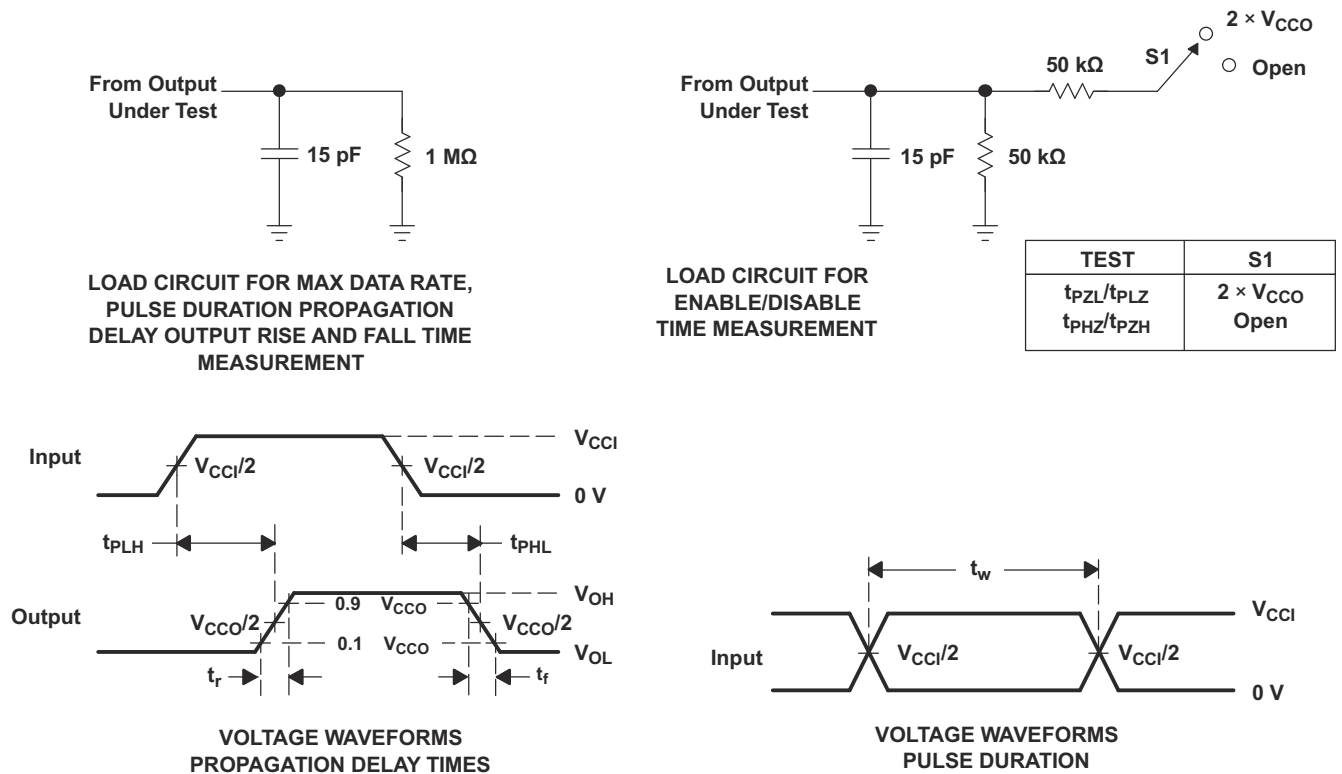 From Output
Under Test
15 pF
1 MΩ
LOAD CIRCUIT FOR MAX DATA RATE,
PULSE DURATION PROPAGATION
DELAY OUTPUT RISE AND FALL TIME
MEASUREMENT
From Output
Under Test
15 pF
50 kΩ
50 kΩ
S1
2 × VCCO
Open
LOAD CIRCUIT FOR
ENABLE/DISABLE
TIME MEASUREMENT
TEST S1
tPZL/tPLZ 2 × VCCO
tPHZ/tPZH Open
Input
VCCI/2
VCCI/2
VCCI
0 V
tPLH
tPHL
Output
VCCO/2
0.9 VCCO
0.1 VCCO
VCCO/2
VOH
VOL
tr
tf
VOLTAGE WAVEFORMS
PROPAGATION DELAY TIMES
tw
Input
VCCI/2
VCCI/2
VCCI
0 V
VOLTAGE WAVEFORMS
PULSE DURATION